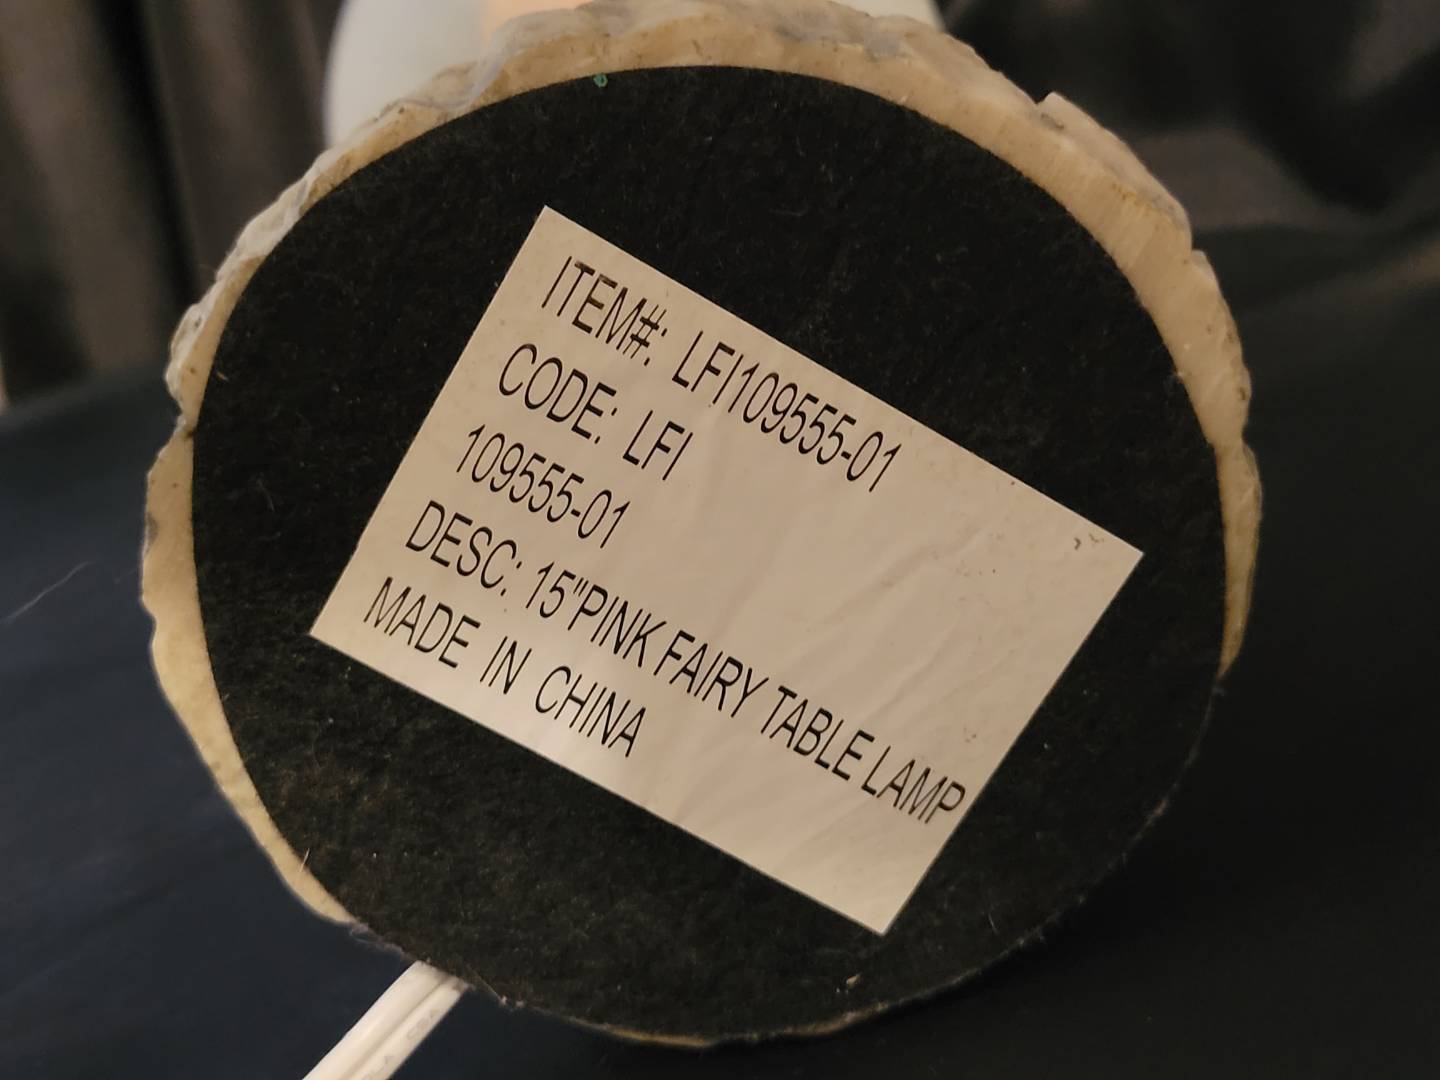 ITEM#: LFI109555-01
CODE: LFI
109555-01
DESC: 15"PINK FAIRY TABLE LAMP
MADE IN CHINA